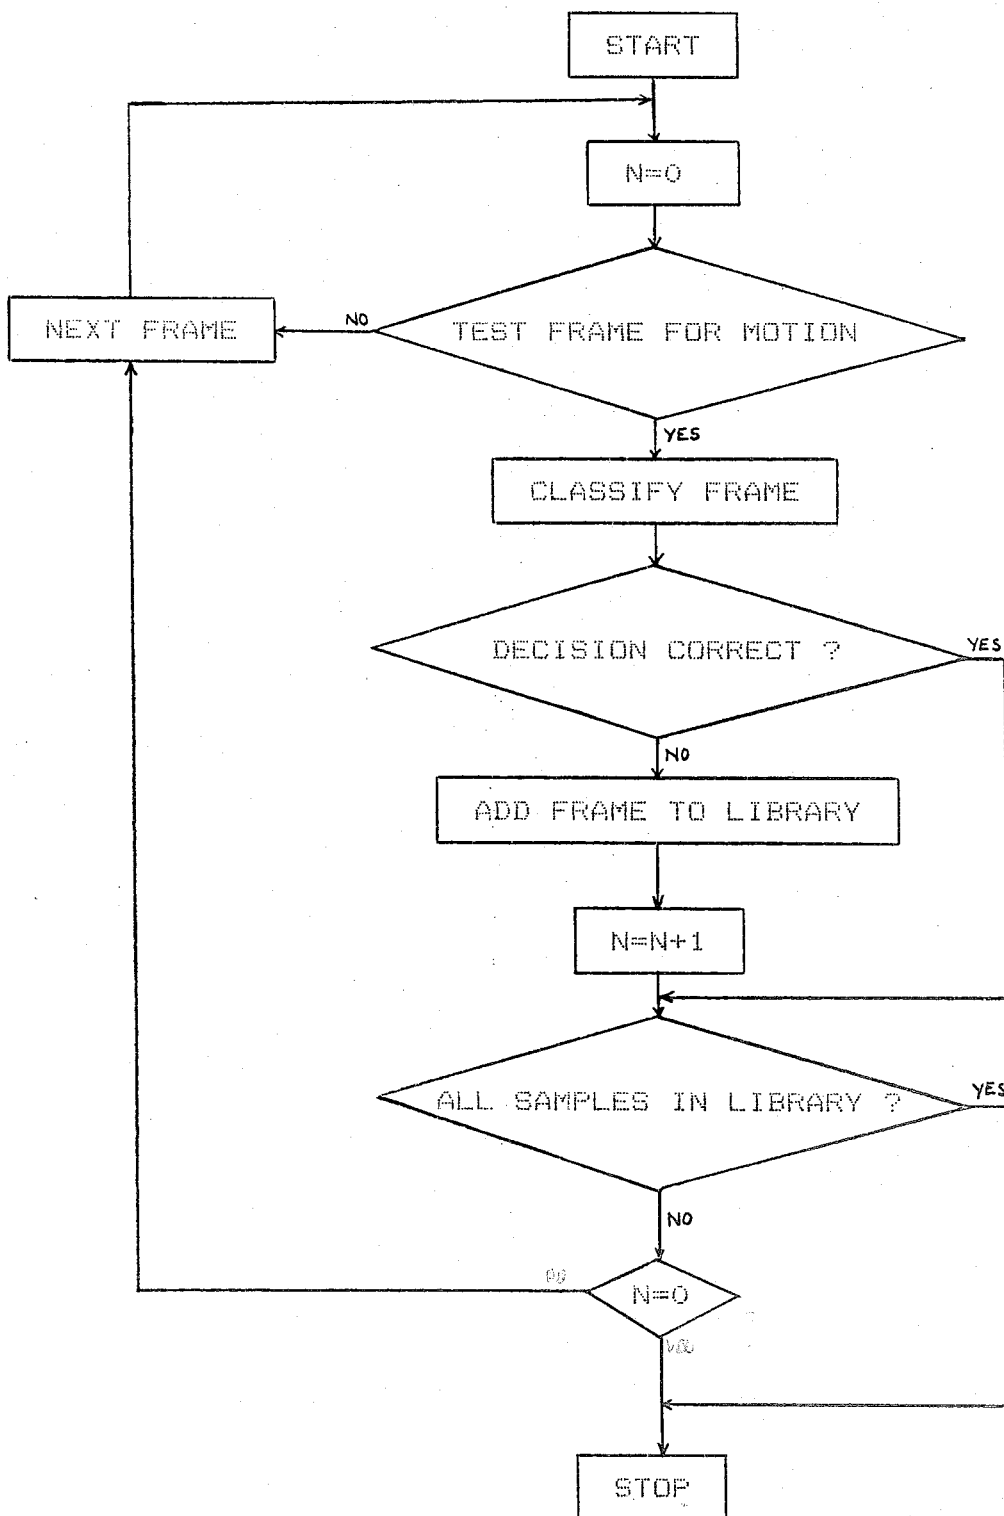 START
N=0
NEXT FRAME
NO
TEST FRAME FOR MOTION
YES
CLASSIFY FRAME
DECISION CORRECT ?
YES
NO
ADD FRAME TO LIBRARY
N=N+1
ALL SAMPLES IN LIBRARY ?
YES
NO
N=0
STOP